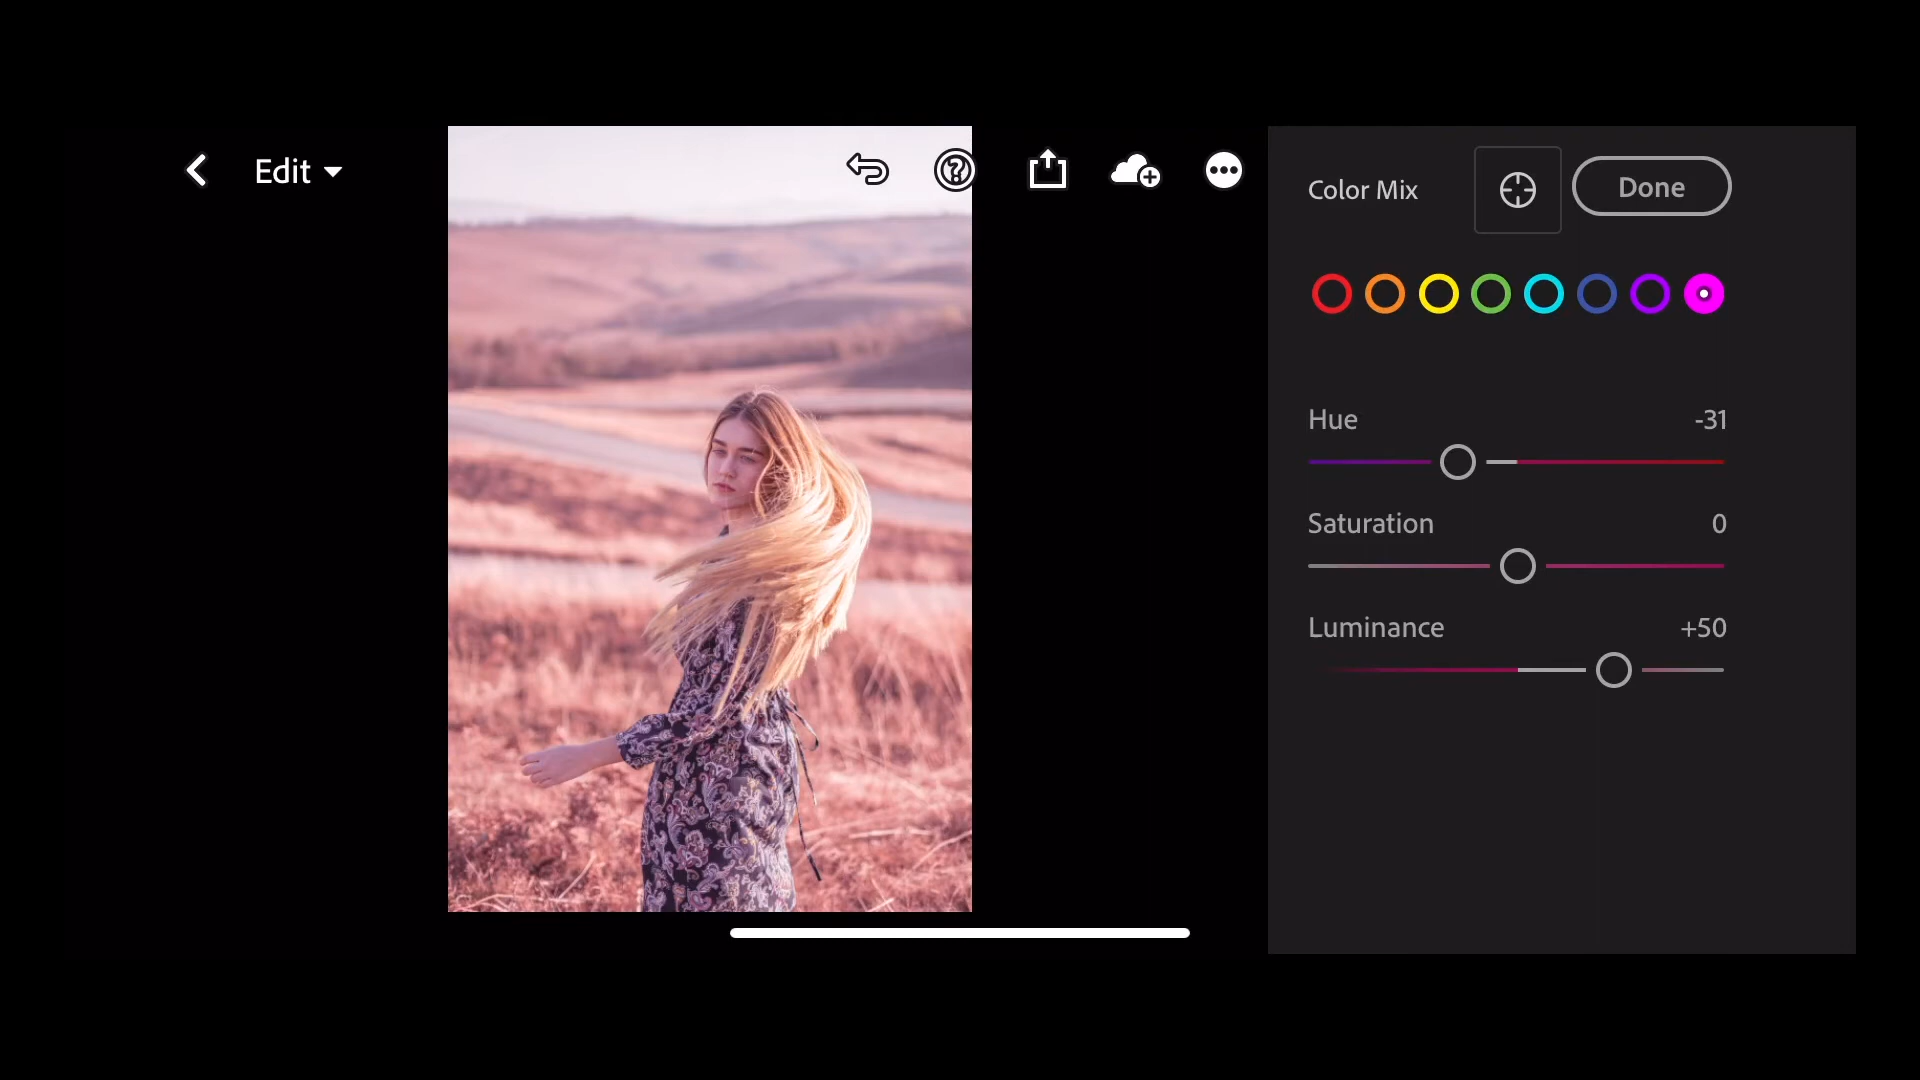 Edit
Color Mix
Done
Hue -31
Saturation 0
Luminance +50